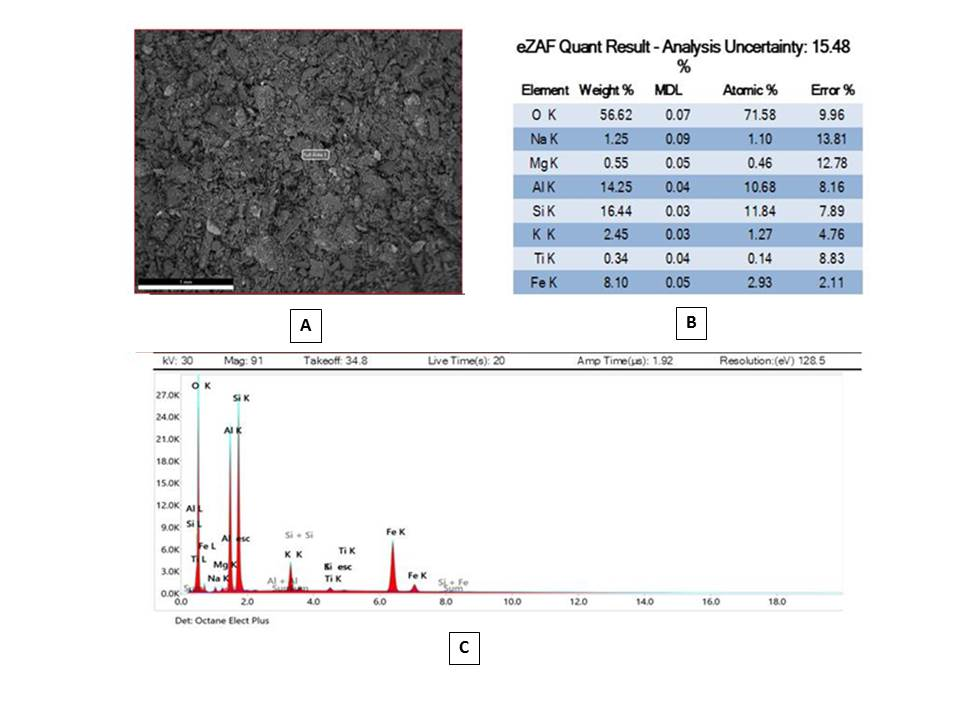 Full Area 1
1 mm
A
eZAF Quant Result - Analysis Uncertainty: 15.48
%
Element Weight % MDL Atomic % Error %
O K 56.62 0.07 71.58 9.96
Na K 1.25 0.09 1.10 13.81
Mg K 0.55 0.05 0.46 12.78
Al K 14.25 0.04 10.68 8.16
Si K 16.44 0.03 11.84 7.89
K K 2.45 0.03 1.27 4.76
Ti K 0.34 0.04 0.14 8.83
Fe K 8.10 0.05 2.93 2.11
B
kV: 30 Mag: 91 Takeoff: 34.8 Live Time(s): 20 Amp Time(µs): 1.92 Resolution:(eV) 128.5
27.0K
24.0K
21.0K
18.0K
15.0K
12.0K
9.0K
6.0K
3.0K
0.0K
O K
Si K
Al K
Al L
Si L
Al esc
Fe L
Ti L
Mg K
Na K
Si + Si
K K
Al + Al
Ti K
esc
Ti K
Fe K
Fe K
Si + Fe
Sum
0.0 2.0 4.0 6.0 8.0 10.0 12.0 14.0 16.0 18.0
Det: Octane Elect Plus
C